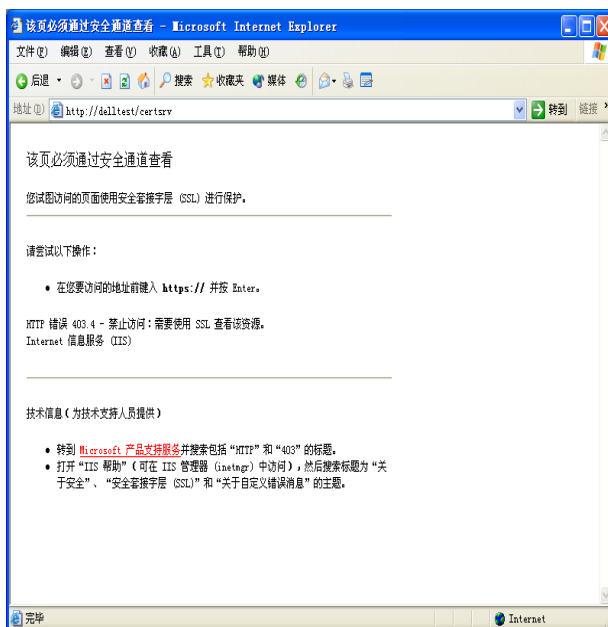 该页必须通过安全通道查看 - Microsoft Internet Explorer
文件(F) 编辑(E) 查看(V) 收藏(A) 工具(T) 帮助(H)
后退 搜索 收藏夹 媒体
地址(D) http://delltest/certsrv 转到 链接 »
该页必须通过安全通道查看
您试图访问的页面使用安全套接字层 (SSL) 进行保护。
请尝试以下操作：
• 在您要访问的地址前键入 https:// 并按 Enter。
HTTP 错误 403.4 - 禁止访问：需要使用 SSL 查看该资源。
Internet 信息服务 (IIS)
技术信息（为技术支持人员提供）
• 转到 Microsoft 产品支持服务并搜索包括“HTTP”和“403”的标题。
• 打开“IIS 帮助”（可在 IIS 管理器 (inetmgr) 中访问），然后搜索标题为“关
于安全”、“安全套接字层 (SSL)”和“关于自定义错误消息”的主题。
完毕 Internet